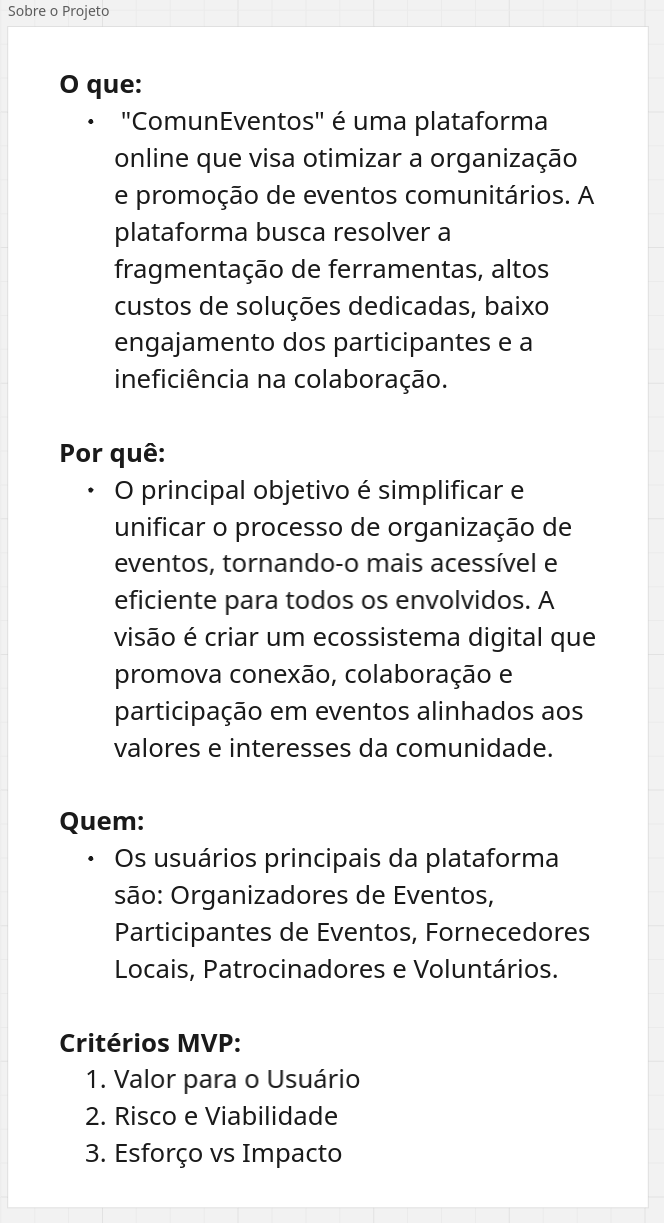 Sobre o Projeto
O que:
• "ComunEventos" é uma plataforma
online que visa otimizar a organização
e promoção de eventos comunitários. A
plataforma busca resolver a
fragmentação de ferramentas, altos
custos de soluções dedicadas, baixo
engajamento dos participantes e a
ineficiência na colaboração.
Por quê:
• O principal objetivo é simplificar e
unificar o processo de organização de
eventos, tornando-o mais acessível e
eficiente para todos os envolvidos. A
visão é criar um ecossistema digital que
promova conexão, colaboração e
participação em eventos alinhados aos
valores e interesses da comunidade.
Quem:
• Os usuários principais da plataforma
são: Organizadores de Eventos,
Participantes de Eventos, Fornecedores
Locais, Patrocinadores e Voluntários.
Critérios MVP:
1. Valor para o Usuário
2. Risco e Viabilidade
3. Esforço vs Impacto